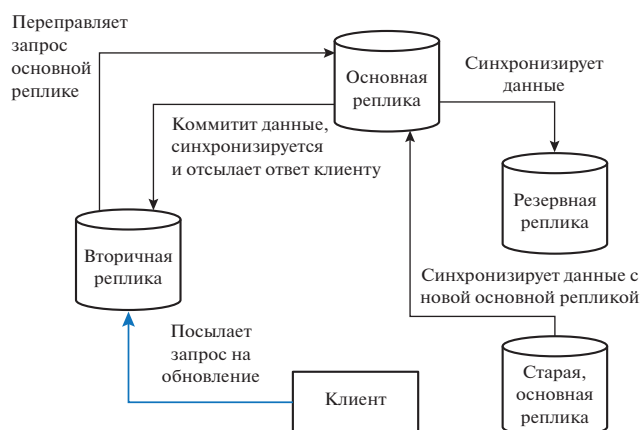 Переправляет
запрос
основной
реплике
Основная
реплика
Синхронизирует
данные
Коммитит данные,
синхронизируется
и отсылает ответ клиенту
Резервная
реплика
Вторичная
реплика
Синхронизирует данные с
новой основной репликой
Посылает
запрос на
обновление
Клиент
Старая,
основная
реплика